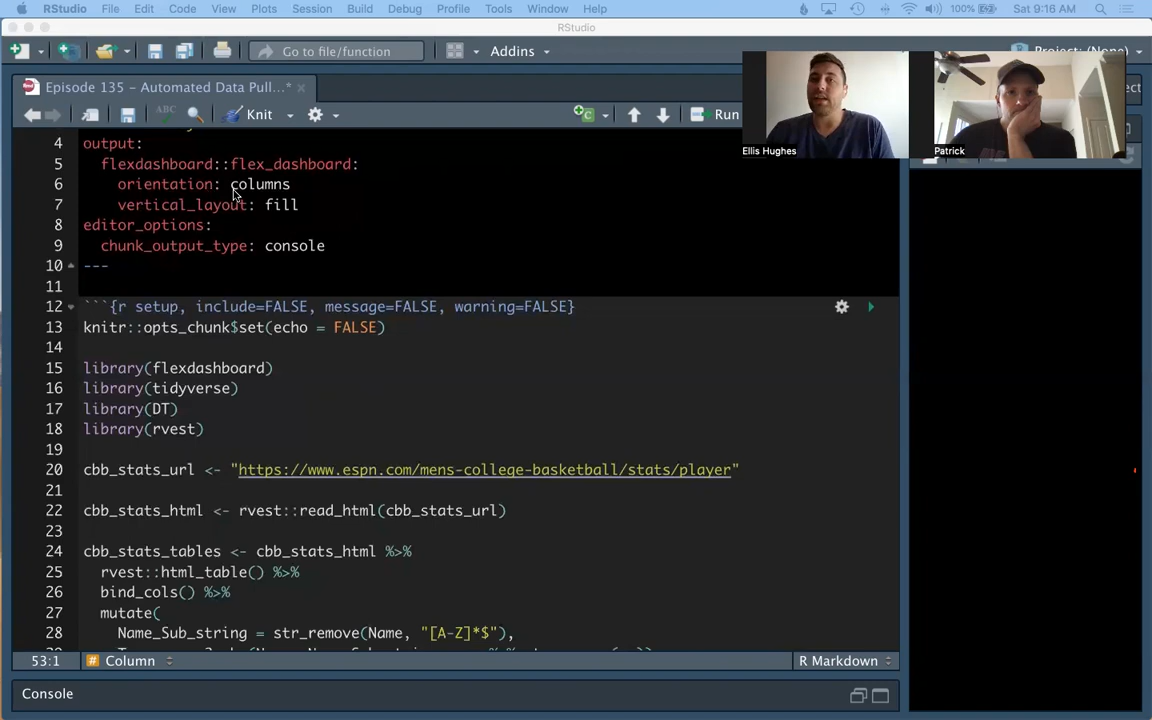 RStudio File Edit Code View Plots Session Build Debug Profile Tools Window Help 100% Sat 9:16 AM
RStudio
Go to file/function Addins Project: (None)
Episode 135 - Automated Data Pull...*
ABC Knit Run
Ellis Hughes Patrick
4 output:
5 flexdashboard::flex_dashboard:
6 orientation: columns
7 vertical_layout: fill
8 editor_options:
9 chunk_output_type: console
10 ---
11
12 ```{r setup, include=FALSE, message=FALSE, warning=FALSE}
13 knitr::opts_chunk$set(echo = FALSE)
14
15 library(flexdashboard)
16 library(tidyverse)
17 library(DT)
18 library(rvest)
19
20 cbb_stats_url <- "https://www.espn.com/mens-college-basketball/stats/player"
21
22 cbb_stats_html <- rvest::read_html(cbb_stats_url)
23
24 cbb_stats_tables <- cbb_stats_html %>%
25 rvest::html_table() %>%
26 bind_cols() %>%
27 mutate(
28 Name_Sub_string = str_remove(Name, "[A-Z]*$"),
53:1 # Column R Markdown
Console